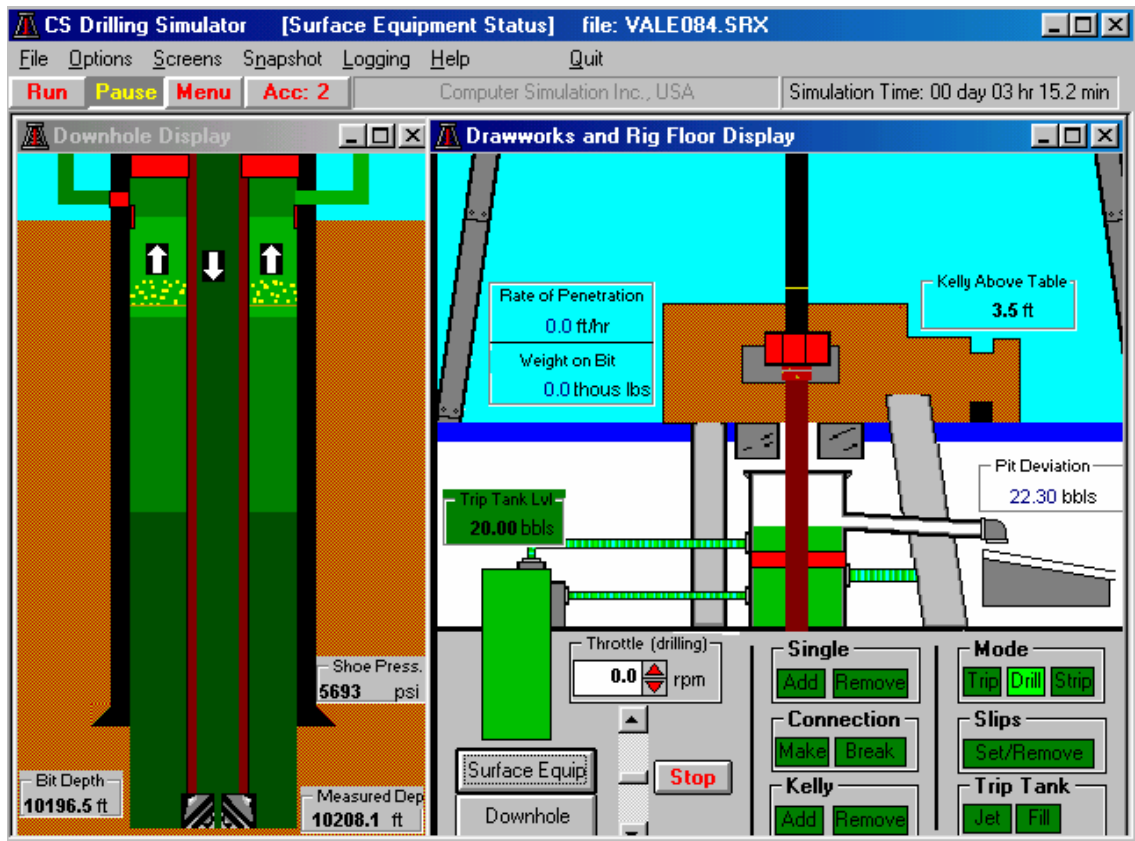 CS Drilling Simulator [Surface Equipment Status] file: VALE084.SRX
File Options Screens Snapshot Logging Help Quit
Run Pause Menu Acc: 2 Computer Simulation Inc., USA Simulation Time: 00 day 03 hr 15.2 min
Downhole Display
Shoe Press.
5693 psi
Bit Depth
10196.5 ft
Measured Dep
10208.1 ft
Drawworks and Rig Floor Display
Rate of Penetration
0.0 ft/hr
Weight on Bit
0.0 thous lbs
Kelly Above Table
3.5 ft
Pit Deviation
22.30 bbls
Trip Tank Lvl
20.00 bbls
Throttle (drilling)
0.0 rpm
Surface Equip
Downhole
Stop
Single
Add Remove
Connection
Make Break
Kelly
Add Remove
Mode
Trip Drill Strip
Slips
Set/Remove
Trip Tank
Jet Fill